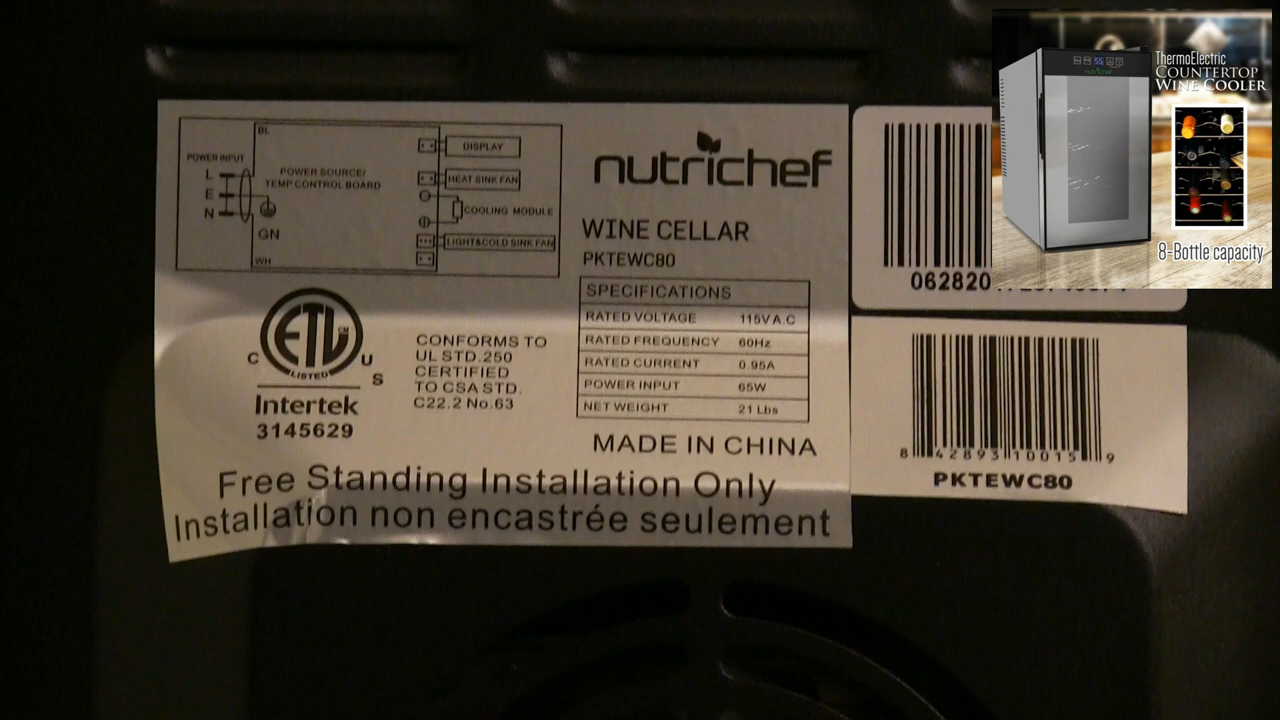 BL
POWER INPUT
L
E
N
POWER SOURCE/
TEMP CONTROL BOARD
GN
WH
DISPLAY
HEAT SINK FAN
COOLING MODULE
LIGHT&COLD SINK FAN
nutrichef
WINE CELLAR
PKTEWC80
SPECIFICATIONS
RATED VOLTAGE 115V A.C
RATED FREQUENCY 60Hz
RATED CURRENT 0.95A
POWER INPUT 65W
NET WEIGHT 21 Lbs
C ETL US
LISTED
Intertek
3145629
CONFORMS TO
UL STD.250
CERTIFIED
TO CSA STD.
C22.2 No.63
MADE IN CHINA
Free Standing Installation Only
Installation non encastrée seulement
062820
8 42893 10015 9
PKTEWC80
55
nutrichef
ThermoElectric
COUNTERTOP
WINE COOLER
8-Bottle capacity